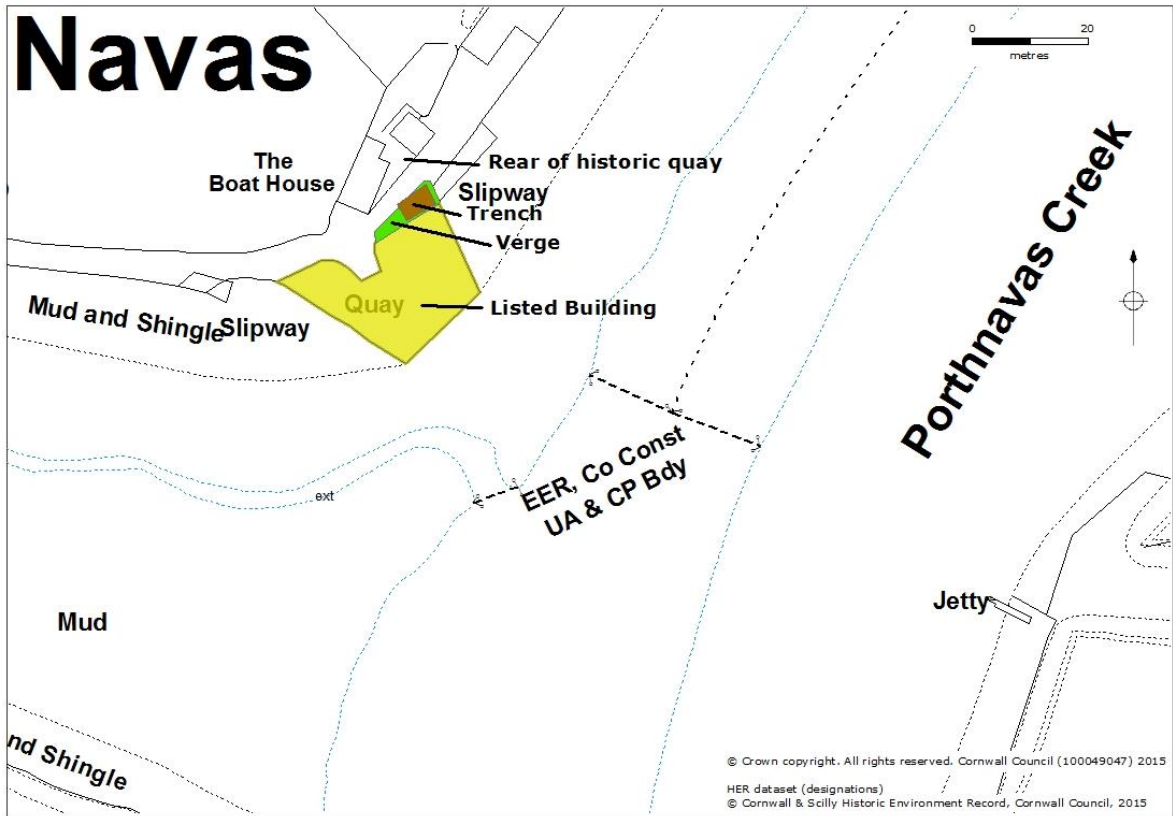 Navas
0 20
metres
The
Boat House
Rear of historic quay
Slipway
Trench
Verge
Porthnavas Creek
Quay
Listed Building
Mud and Shingle
Slipway
EER, Co Const
UA & CP Bdy
ext
Jetty
Mud
nd Shingle
© Crown copyright. All rights reserved. Cornwall Council (100049047) 2015
HER dataset (designations)
© Cornwall & Scilly Historic Environment Record, Cornwall Council, 2015